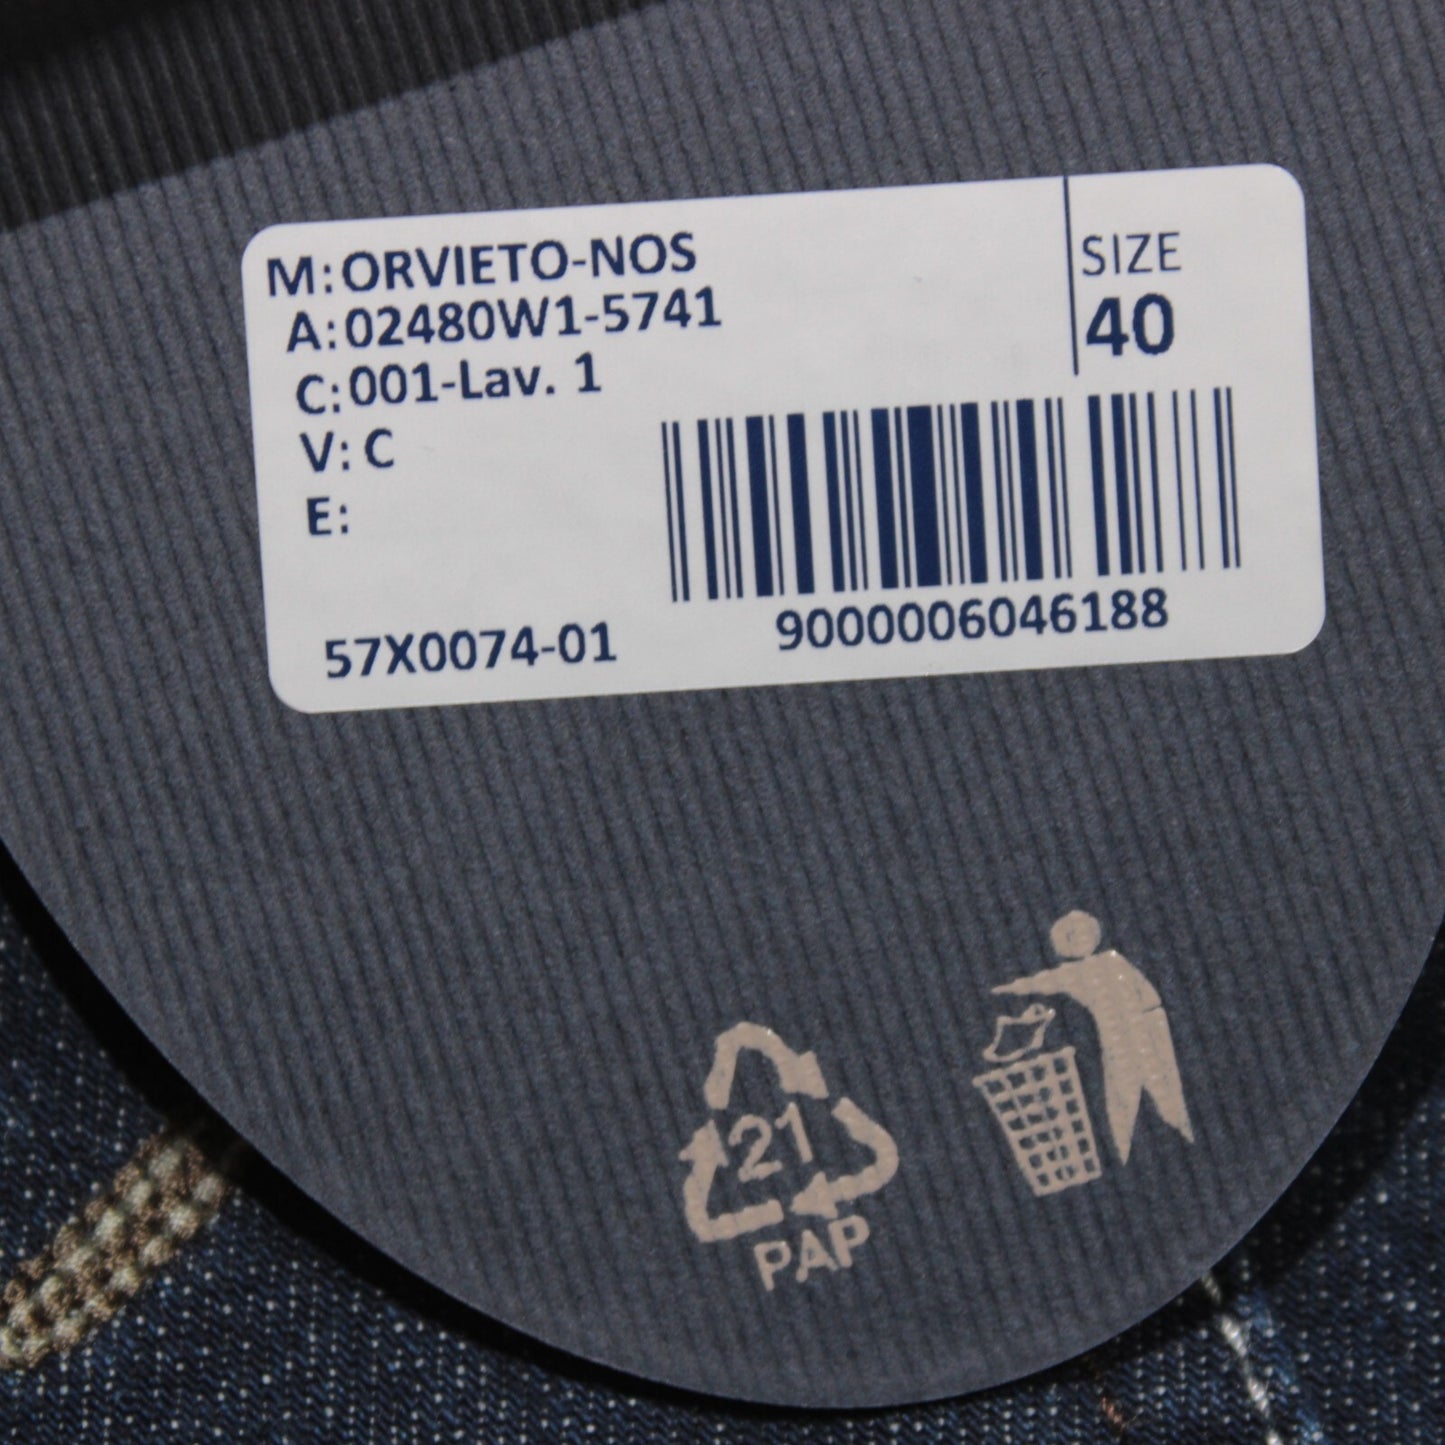 M: ORVIETO-NOS
A: 02480W1-5741
C: 001-Lav. 1
V: C
E:
SIZE
40
57X0074-01
9000006046188
21
PAP